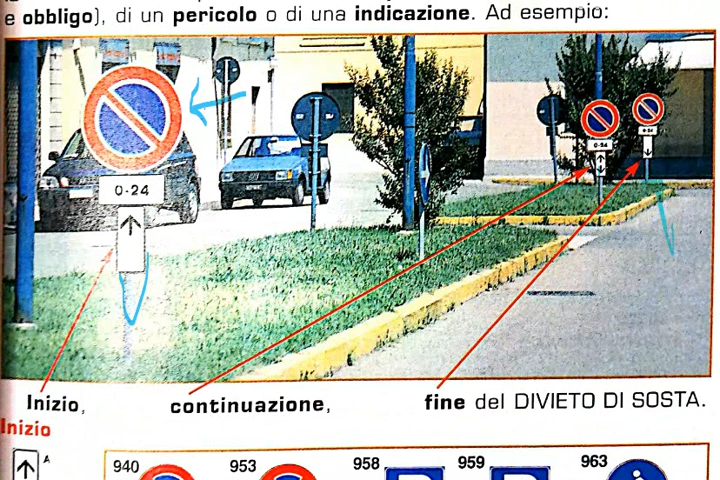 e obbligo), di un pericolo o di una indicazione. Ad esempio:
0-24
0-24
0-24
Inizio, continuazione, fine del DIVIETO DI SOSTA.
Inizio
A
940 953 958 959 963